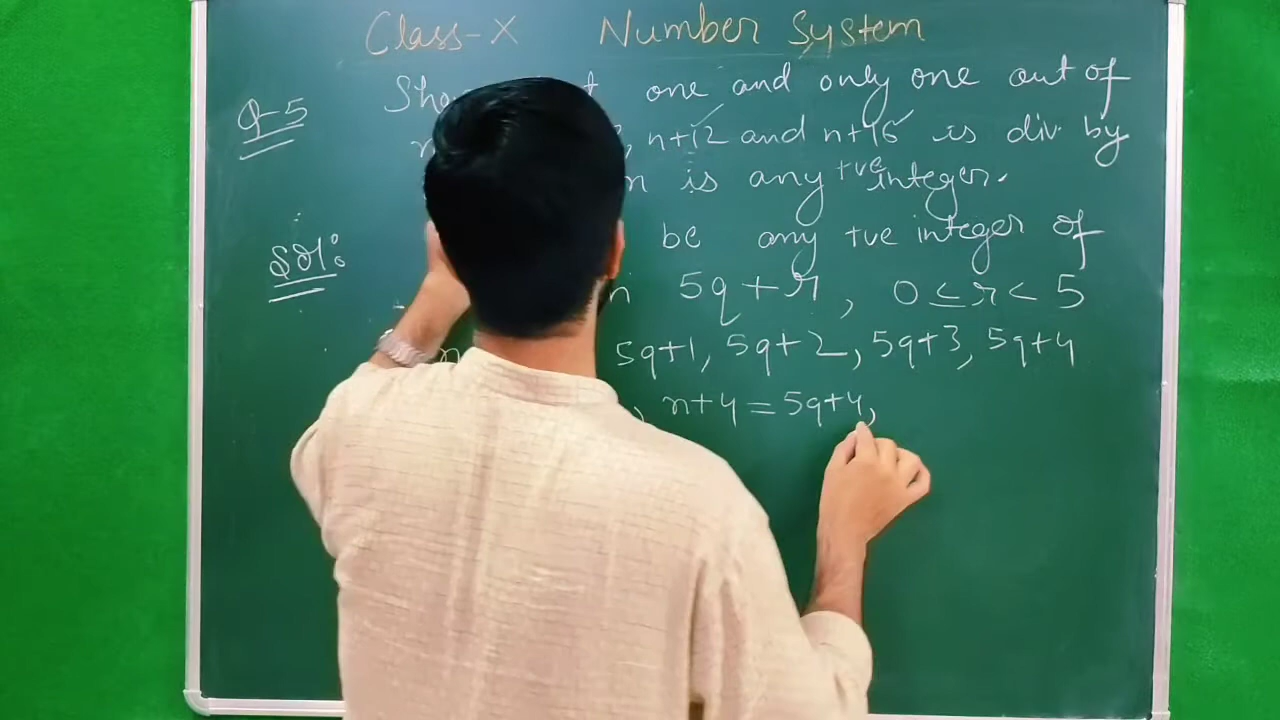 Class-X Number System
Q-5 Sho t one and only one out of
n+12 and n+16 is div. by
n is any +ve integer.
Sol: be any +ve integer of
5q+r, 0≤r<5
5q+1, 5q+2, 5q+3, 5q+4
, n+4=5q+4,